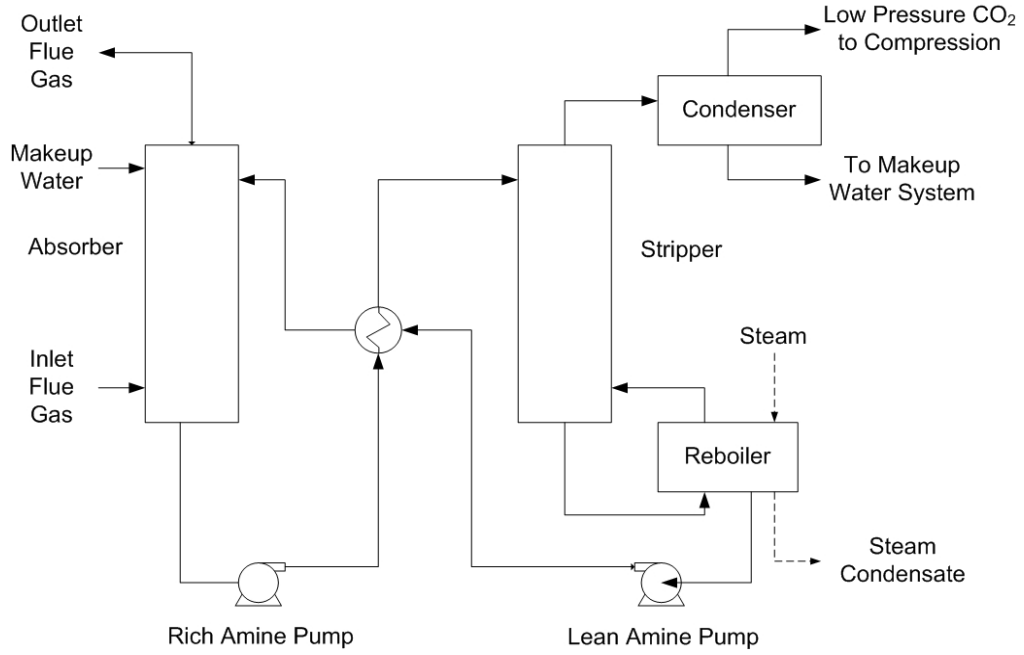 Outlet
Flue
Gas
Low Pressure CO₂
to Compression
Condenser
Makeup
Water
To Makeup
Water System
Absorber
Stripper
Steam
Inlet
Flue
Gas
Reboiler
Steam
Condensate
Rich Amine Pump
Lean Amine Pump